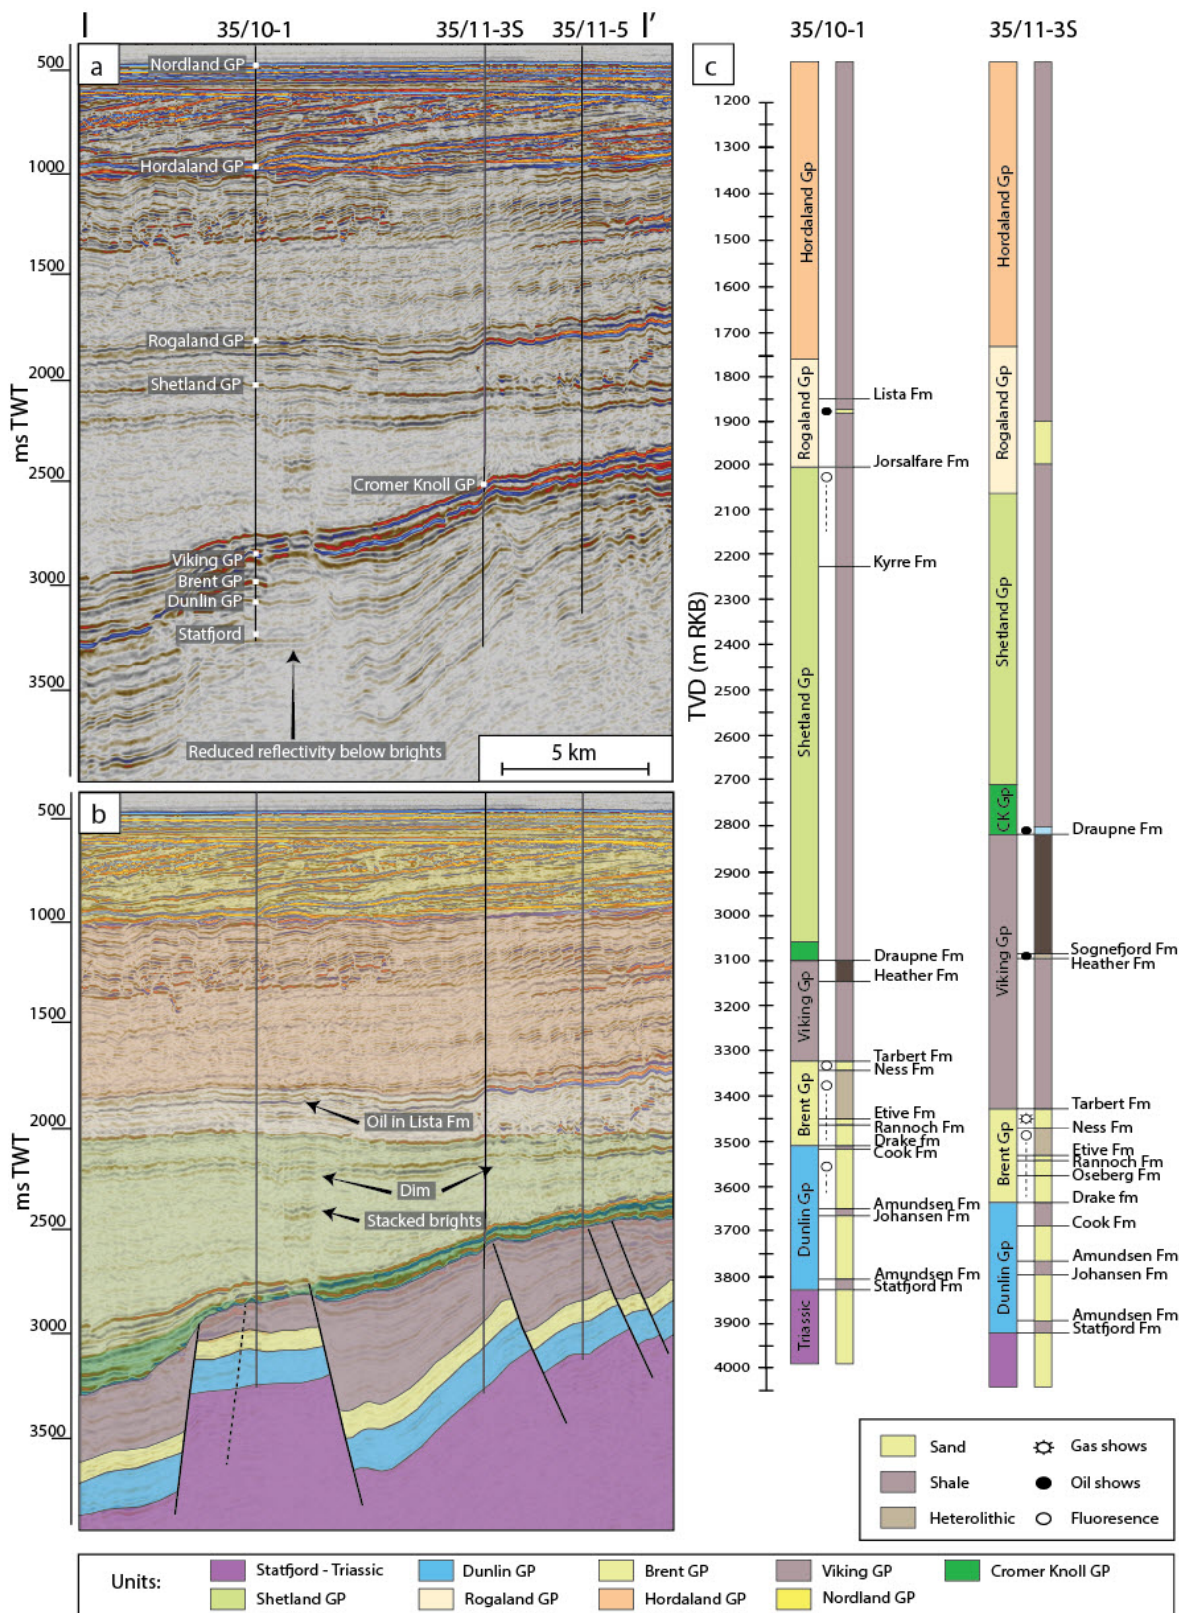 I 35/10-1 35/11-3S 35/11-5 I'
a
500
1000
1500
2000
2500
3000
3500
ms TWT
Nordland GP
Hordaland GP
Rogaland GP
Shetland GP
Cromer Knoll GP
Viking GP
Brent GP
Dunlin GP
Statfjord
Reduced reflectivity below brights
5 km
b
500
1000
1500
2000
2500
3000
3500
ms TWT
Oil in Lista Fm
Dim
Stacked brights
c
35/10-1 35/11-3S
TVD (m RKB)
1200
1300
1400
1500
1600
1700
1800
1900
2000
2100
2200
2300
2400
2500
2600
2700
2800
2900
3000
3100
3200
3300
3400
3500
3600
3700
3800
3900
4000
Hordaland Gp
Rogaland Gp
Shetland Gp
Viking Gp
Brent Gp
Dunlin Gp
Triassic
Lista Fm
Jorsalfare Fm
Kyrre Fm
Draupne Fm
Heather Fm
Tarbert Fm
Ness Fm
Etive Fm
Rannoch Fm
Drake fm
Cook Fm
Amundsen Fm
Johansen Fm
Amundsen Fm
Statfjord Fm
Hordaland Gp
Rogaland Gp
Shetland Gp
CK Gp
Viking Gp
Brent Gp
Dunlin Gp
Draupne Fm
Sognefjord Fm
Heather Fm
Tarbert Fm
Ness Fm
Etive Fm
Rannoch Fm
Oseberg Fm
Drake fm
Cook Fm
Amundsen Fm
Johansen Fm
Amundsen Fm
Statfjord Fm
Sand Gas shows
Shale Oil shows
Heterolithic Fluoresence
Units:
Statfjord - Triassic Dunlin GP Brent GP Viking GP Cromer Knoll GP
Shetland GP Rogaland GP Hordaland GP Nordland GP